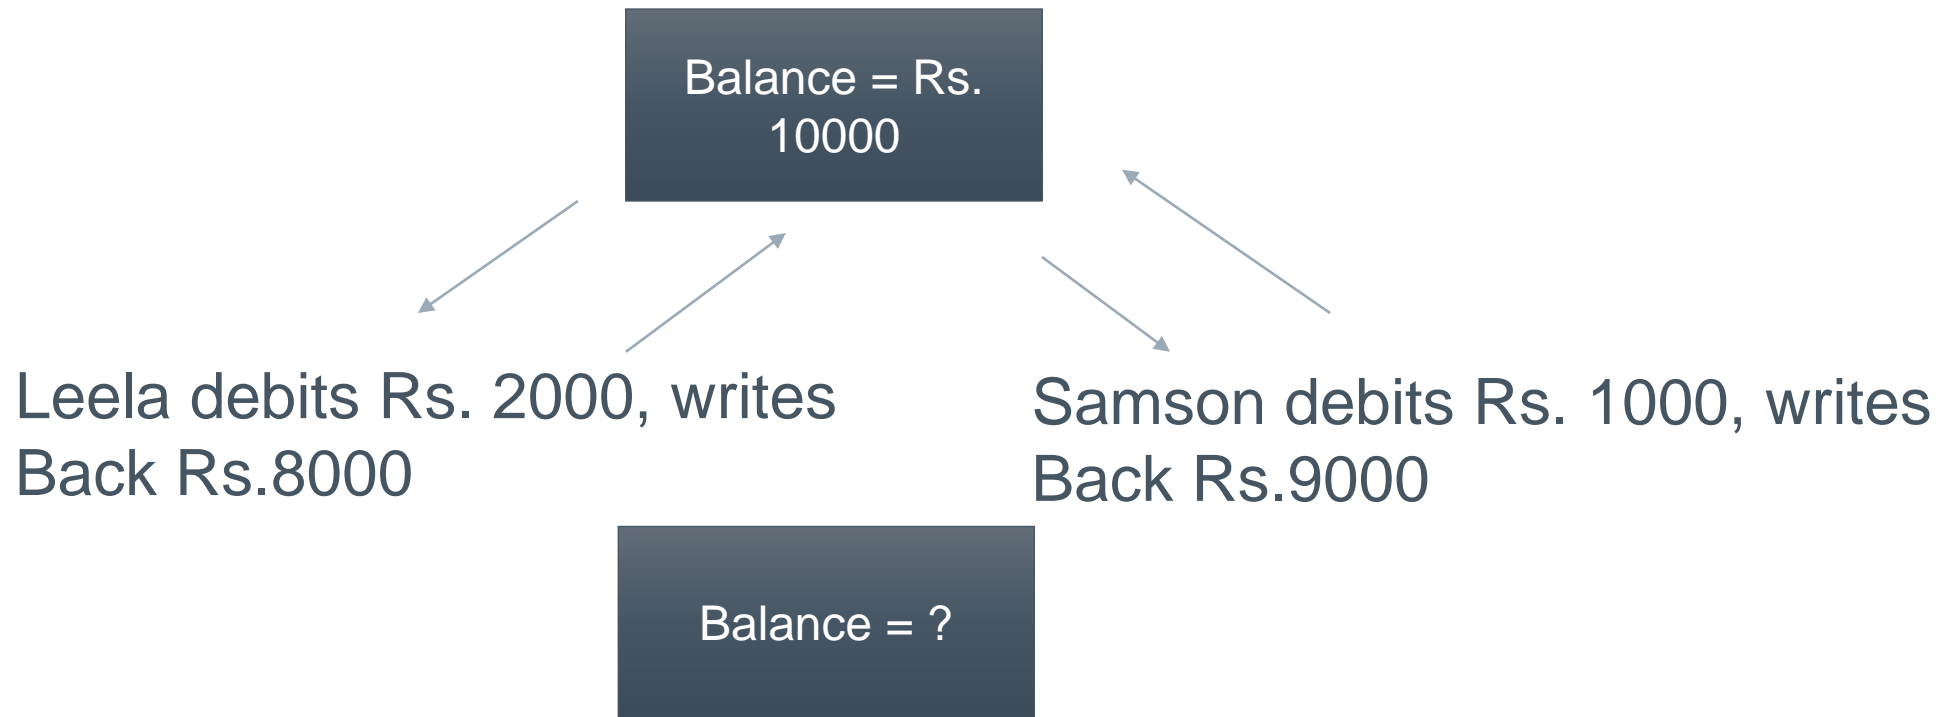 Balance = Rs.
10000
Leela debits Rs. 2000, writes
Back Rs.8000
Samson debits Rs. 1000, writes
Back Rs.9000
Balance = ?